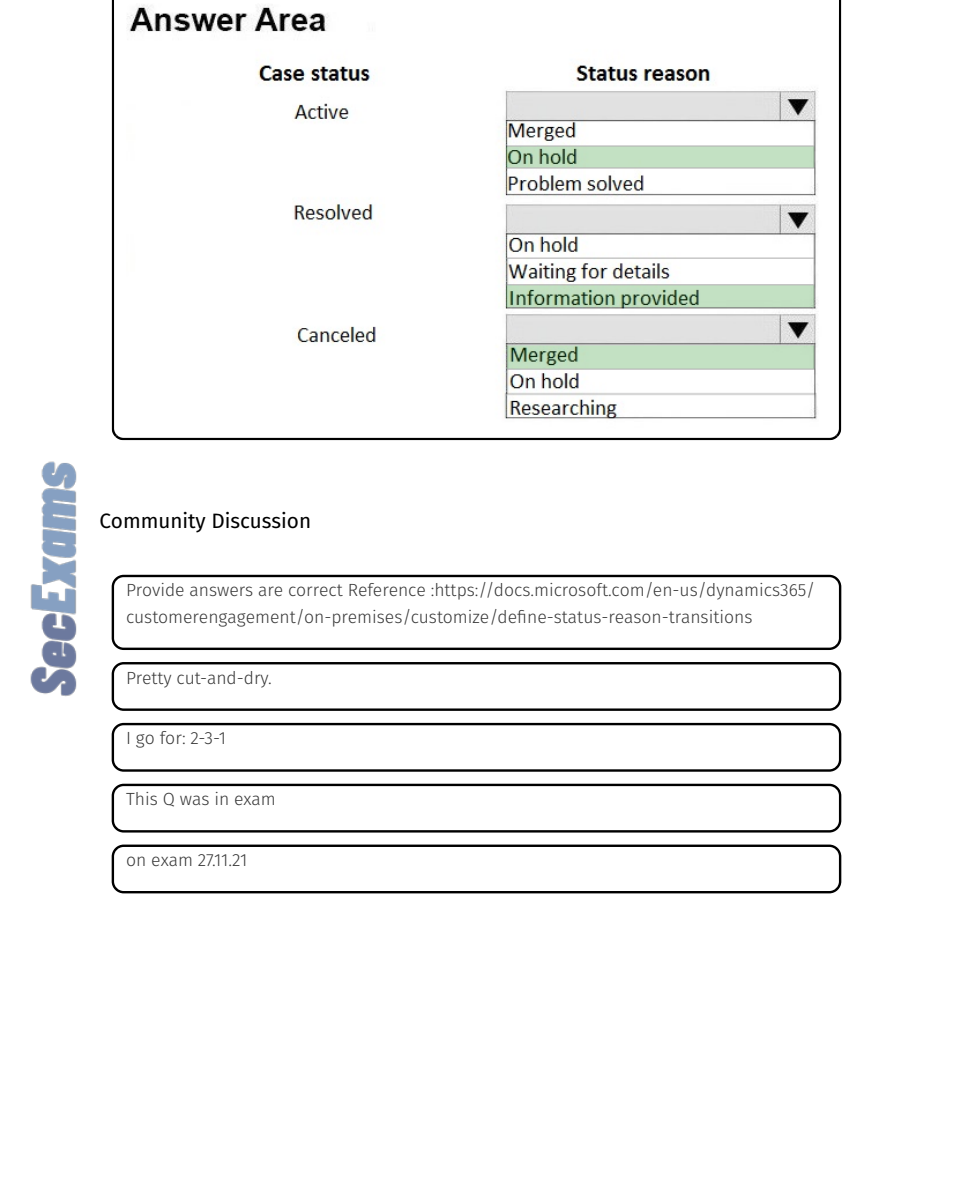 Answer Area
Case status Status reason
Active
Merged
On hold
Problem solved
Resolved
On hold
Waiting for details
Information provided
Canceled
Merged
On hold
Researching
SecExams
Community Discussion
Provide answers are correct Reference :https://docs.microsoft.com/en-us/dynamics365/
customerengagement/on-premises/customize/define-status-reason-transitions
Pretty cut-and-dry.
I go for: 2-3-1
This Q was in exam
on exam 27.11.21